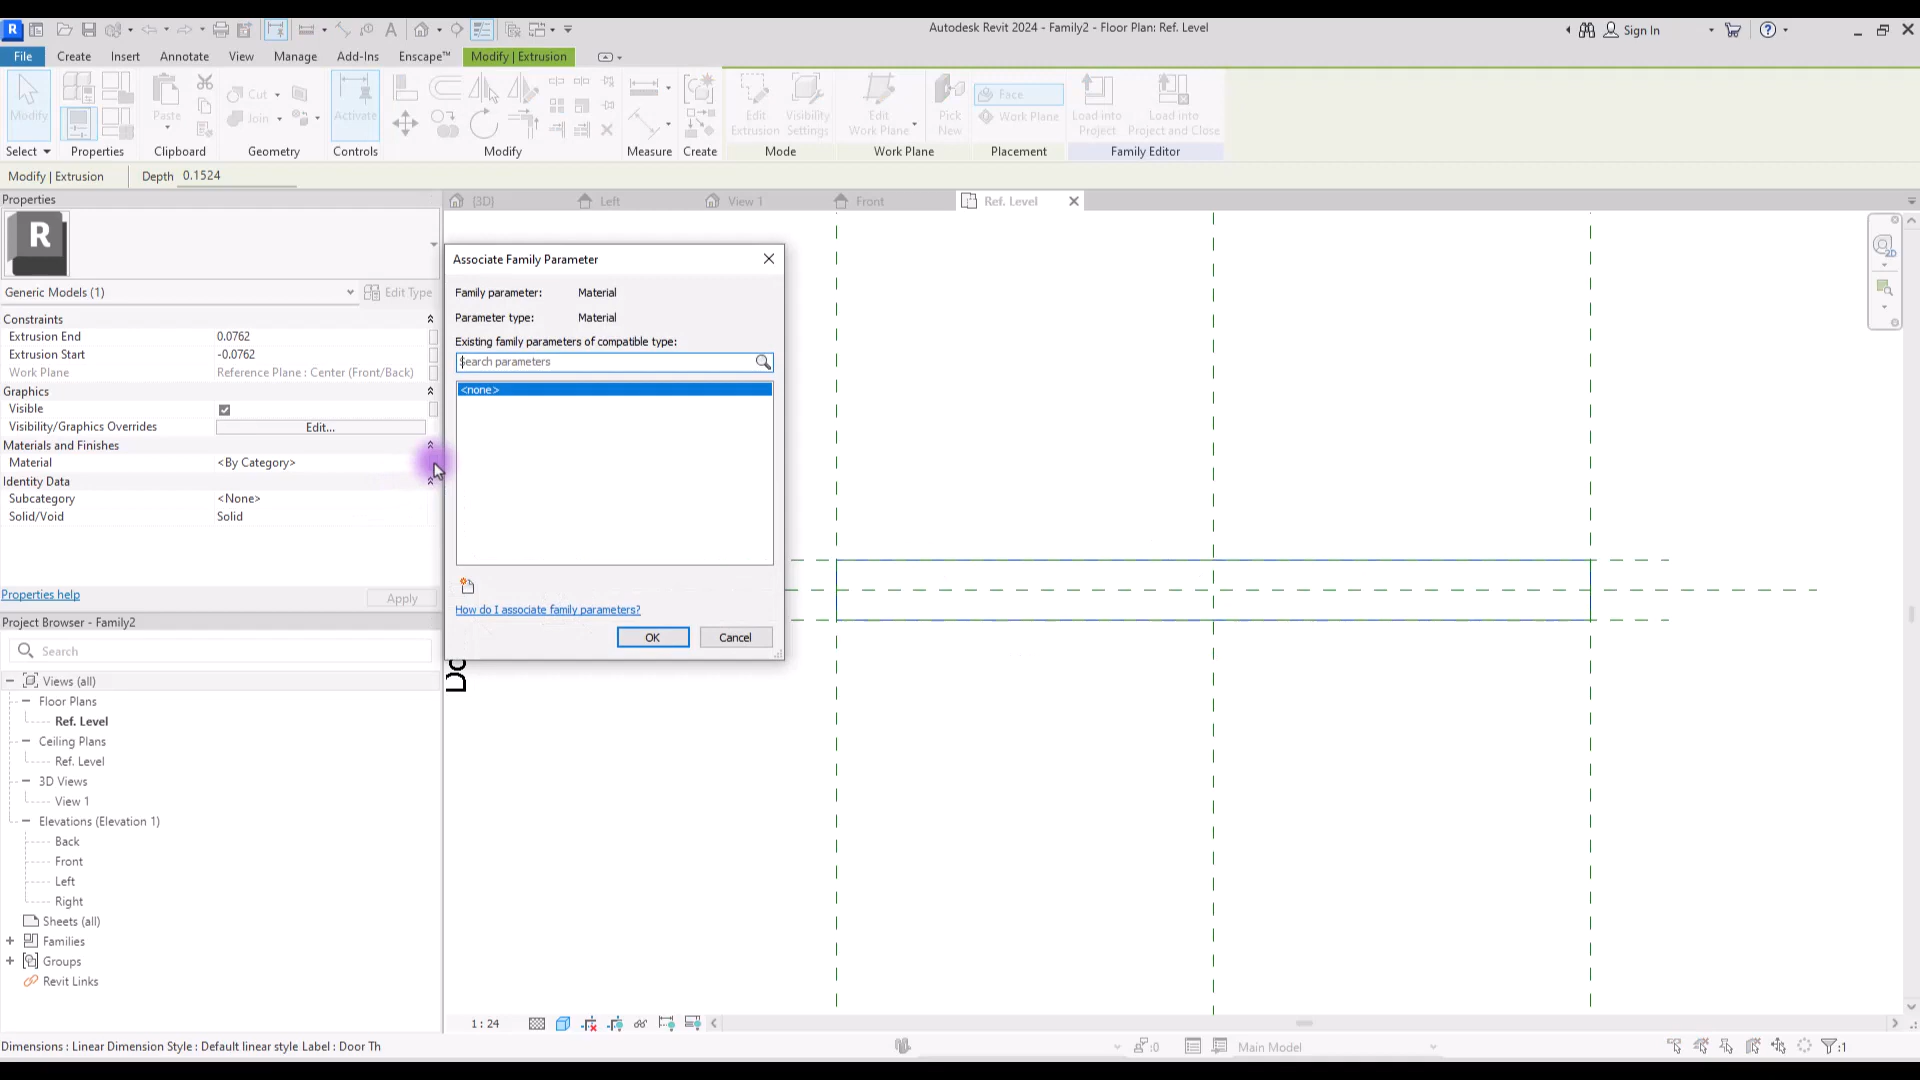 R
Autodesk Revit 2024 - Family2 - Floor Plan: Ref. Level
Sign In
File
Create
Insert
Annotate
View
Manage
Add-Ins
Enscape™
Modify | Extrusion
Modify
Paste
Cut
Join
Activate
Edit Extrusion
Visibility Settings
Edit Work Plane
Pick New
Face
Work Plane
Load into Project
Load into Project and Close
Select
Properties
Clipboard
Geometry
Controls
Modify
Measure
Create
Mode
Work Plane
Placement
Family Editor
Modify | Extrusion
Depth 0.1524
Properties
{3D}
Left
View 1
Front
Ref. Level
R
2D
Generic Models (1)
Edit Type
Constraints
Extrusion End 0.0762
Extrusion Start -0.0762
Work Plane Reference Plane : Center (Front/Back)
Graphics
Visible
Visibility/Graphics Overrides Edit...
Materials and Finishes
Material <By Category>
Identity Data
Subcategory <None>
Solid/Void Solid
Properties help
Apply
Associate Family Parameter
Family parameter: Material
Parameter type: Material
Existing family parameters of compatible type:
Search parameters
<none>
How do I associate family parameters?
OK
Cancel
Do
Project Browser - Family2
Search
Views (all)
Floor Plans
Ref. Level
Ceiling Plans
Ref. Level
3D Views
View 1
Elevations (Elevation 1)
Back
Front
Left
Right
Sheets (all)
Families
Groups
Revit Links
1 : 24
Dimensions : Linear Dimension Style : Default linear style Label : Door Th
:0
Main Model
:1